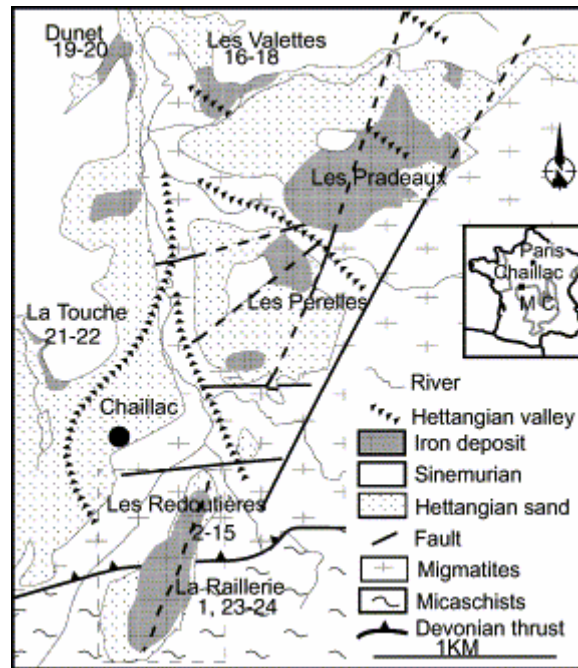 Dunet
19-20
Les Valettes
16-18
Les Pradeaux
Paris
Chaillac
M C
Les Perelles
La Touche
21-22
Chaillac
Les Redoutières
2-15
La Raillerie
1, 23-24
River
Hettangian valley
Iron deposit
Sinemurian
Hettangian sand
Fault
Migmatites
Micaschists
Devonian thrust
1KM